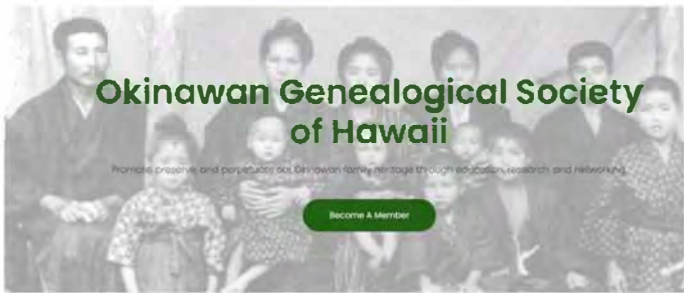 Okinawan Genealogical Society
of Hawaii
Promote, preserve and perpetuate our Okinawan family heritage through education, research, and networking.
Become A Member